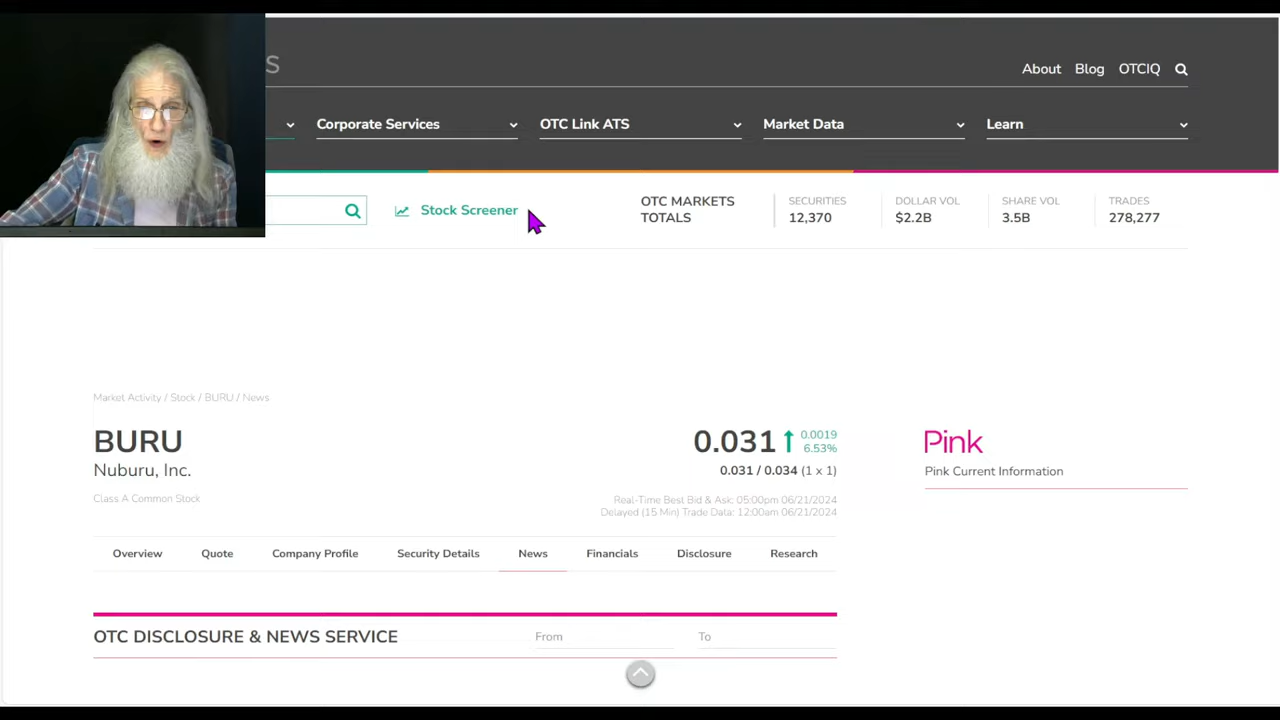 S
About Blog OTCIQ
Corporate Services OTC Link ATS Market Data Learn
Stock Screener
OTC MARKETS TOTALS
SECURITIES
12,370
DOLLAR VOL
$2.2B
SHARE VOL
3.5B
TRADES
278,277
Market Activity / Stock / BURU / News
BURU
Nuburu, Inc.
Class A Common Stock
0.031
0.0019
6.53%
0.031 / 0.034 (1 x 1)
Real-Time Best Bid & Ask: 05:00pm 06/21/2024
Delayed (15 Min) Trade Data: 12:00am 06/21/2024
Pink
Pink Current Information
Overview Quote Company Profile Security Details News Financials Disclosure Research
OTC DISCLOSURE & NEWS SERVICE
From To